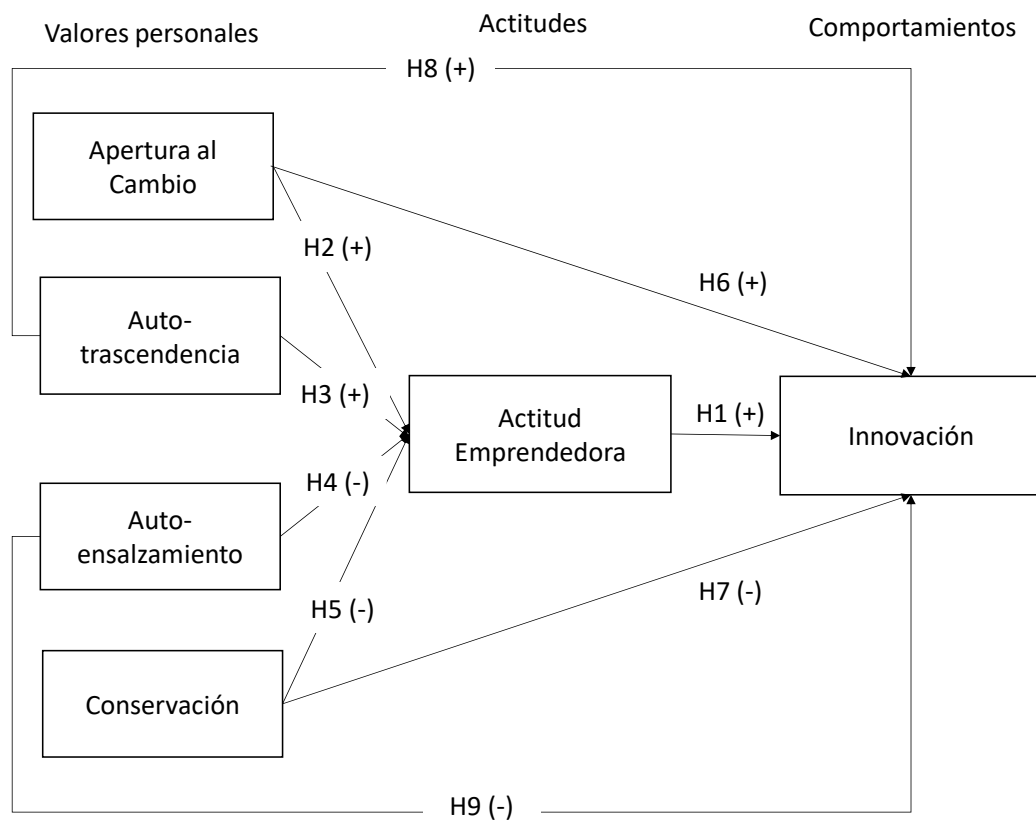 Valores personales
Actitudes
Comportamientos
H8 (+)
Apertura al
Cambio
H2 (+)
H6 (+)
Auto-
trascendencia
H3 (+)
Actitud
Emprendedora
H1 (+)
Innovación
H4 (-)
Auto-
ensalzamiento
H5 (-)
H7 (-)
Conservación
H9 (-)